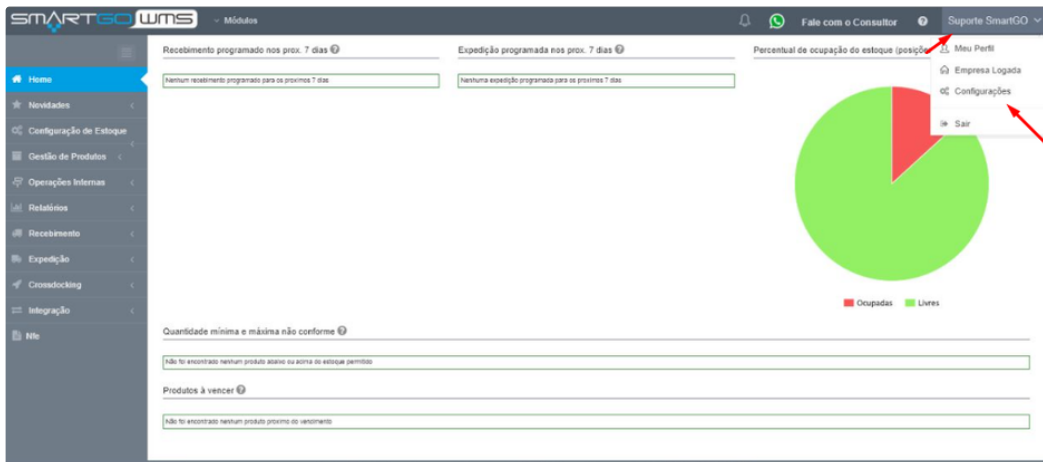 SMARTGO WMS
Módulos
Fale com o Consultor
Suporte SmartGO
Meu Perfil
Empresa Logada
Configurações
Sair
Home
Novidades
Configuração de Estoque
Gestão de Produtos
Operações Internas
Relatórios
Recebimento
Expedição
Crossdocking
Integração
Nfe
Recebimento programado nos prox. 7 dias
Nenhum recebimento programado para os proximos 7 dias
Expedição programada nos prox. 7 dias
Nenhuma expedição programada para os proximos 7 dias
Percentual de ocupação do estoque
Ocupadas
Livres
Quantidade mínima e máxima não conforme
Não foi encontrado nenhum produto abaixo ou acima do estoque permitido
Produtos à vencer
Não foi encontrado nenhum produto proximo do vencimento